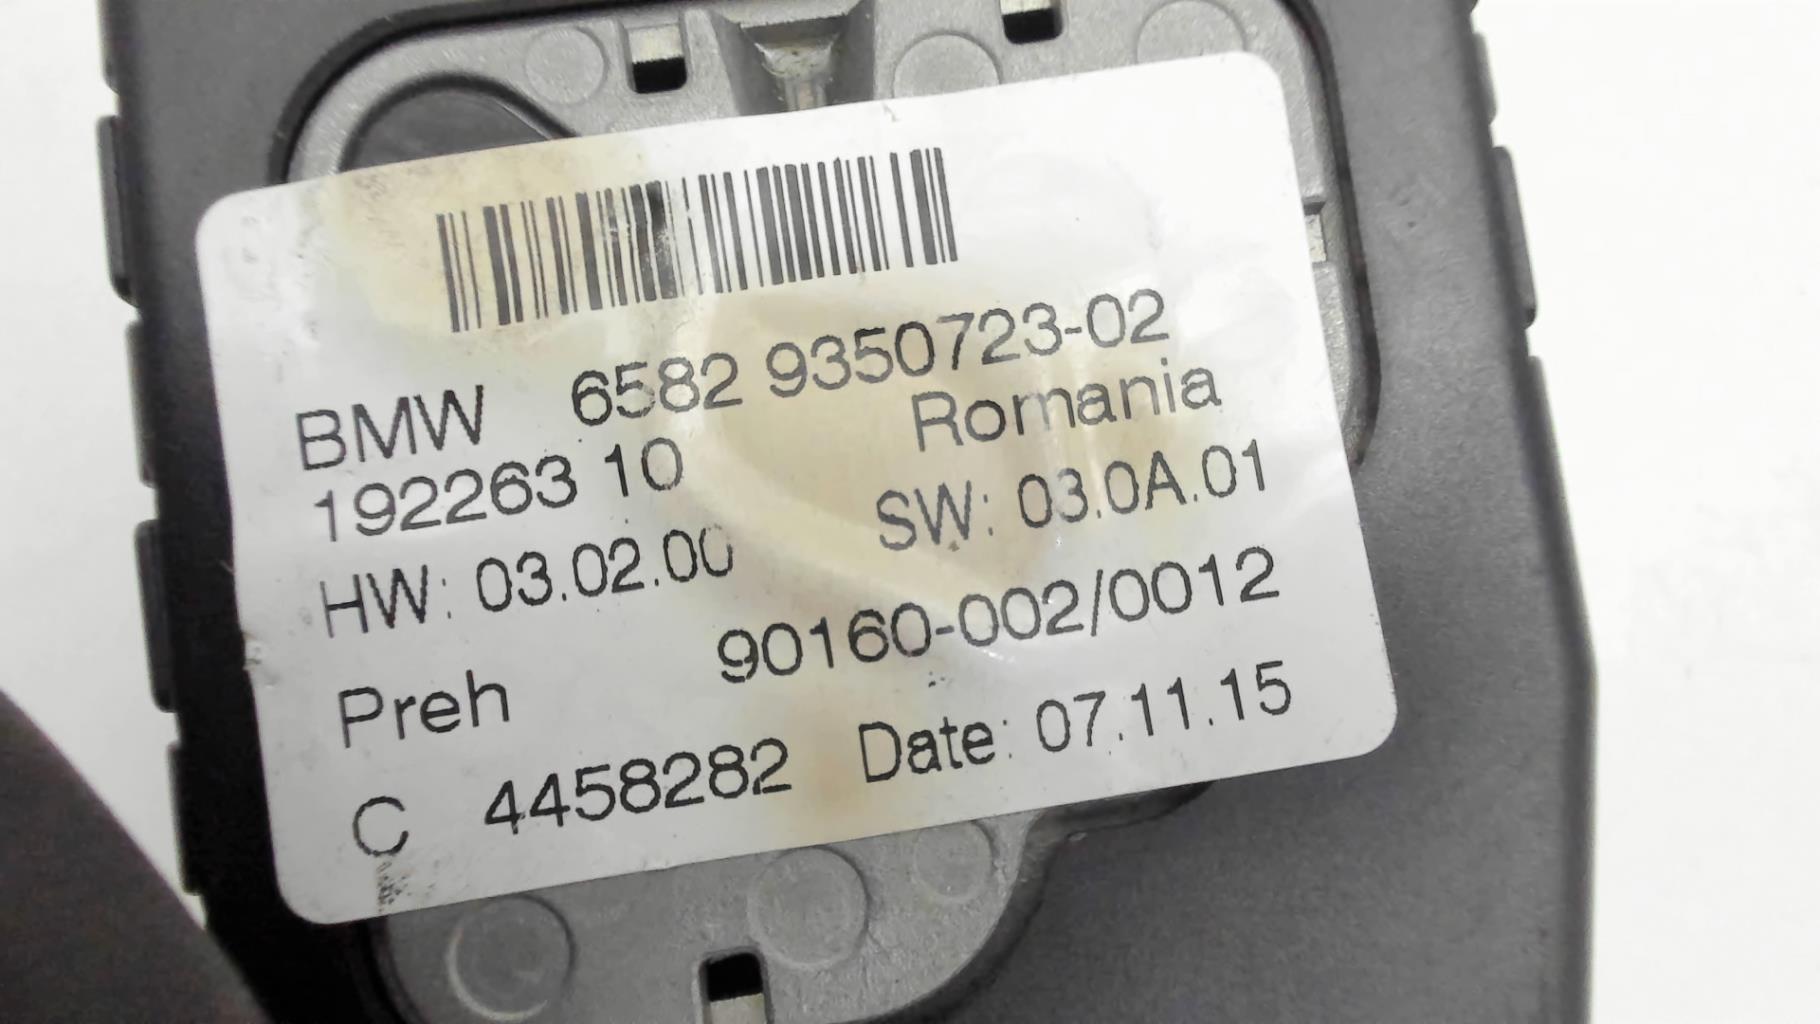 BMW 6582 9350723-02
192263 10 Romania
HW: 03.02.00 SW: 03.0A.01
Preh 90160-002/0012
C 4458282 Date: 07.11.15